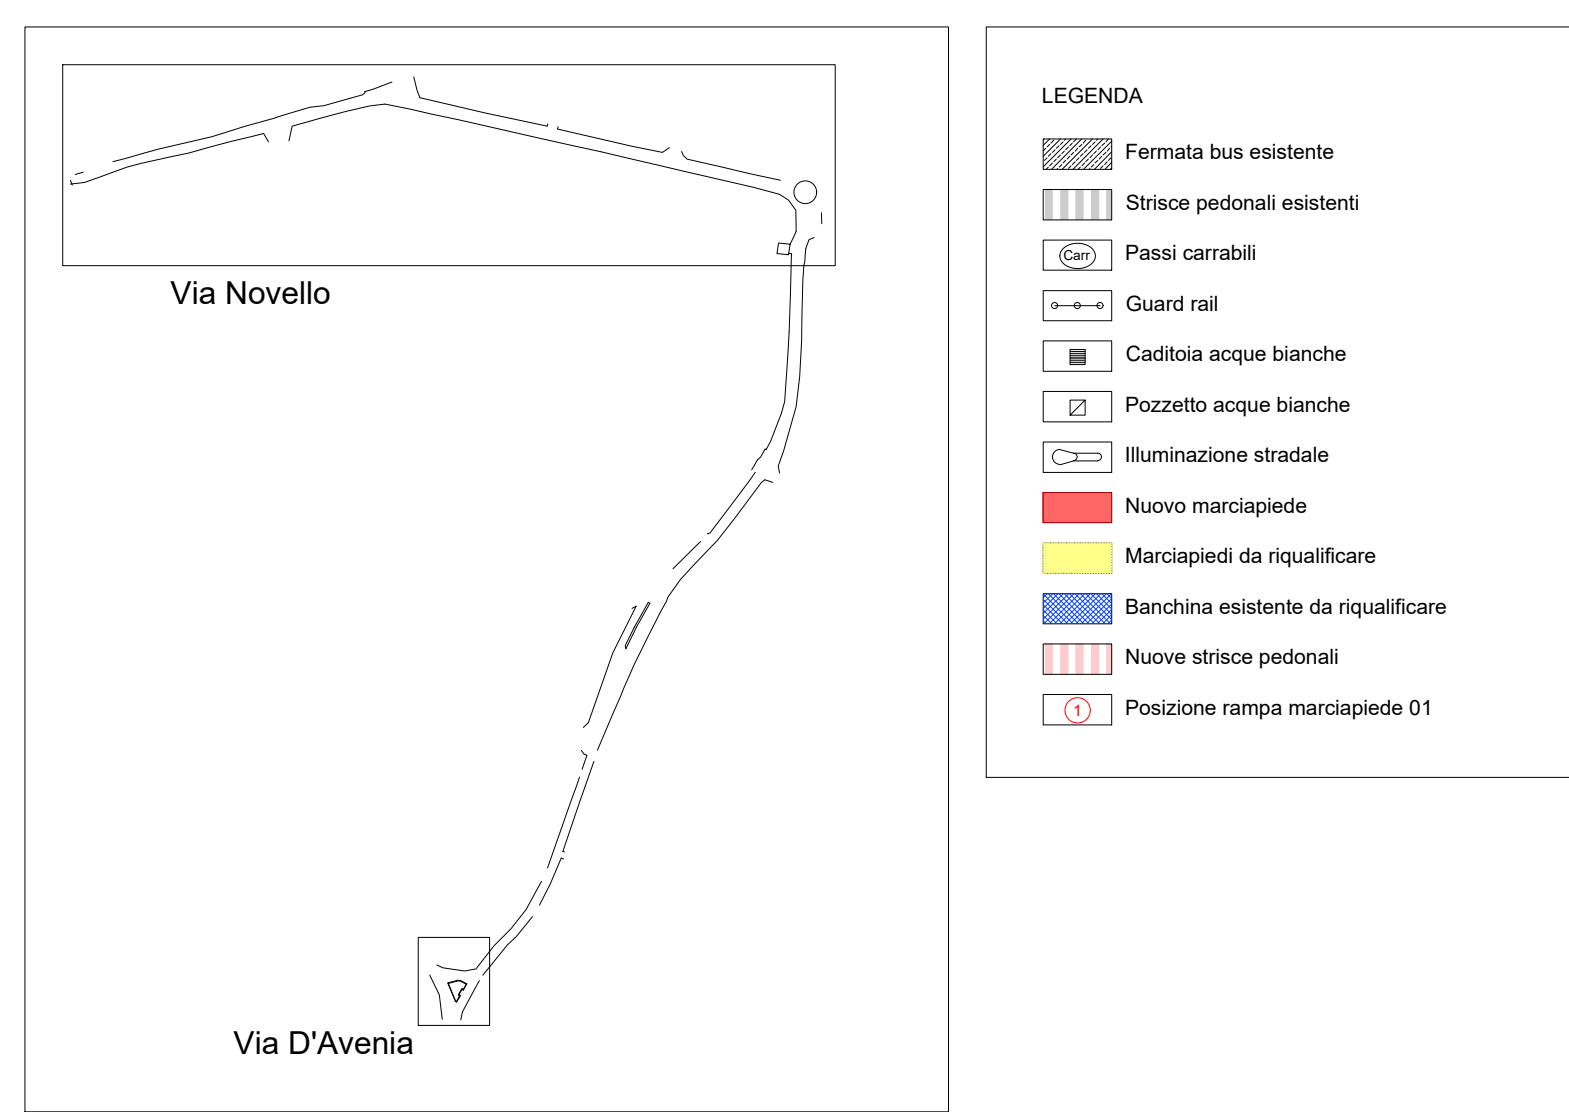 Via Novello
Via D'Avenia
LEGENDA
Fermata bus esistente
Strisce pedonali esistenti
Carr
Passi carrabili
Guard rail
Caditoia acque bianche
Pozzetto acque bianche
Illuminazione stradale
Nuovo marciapiede
Marciapiedi da riqualificare
Banchina esistente da riqualificare
Nuove strisce pedonali
1
Posizione rampa marciapiede 01